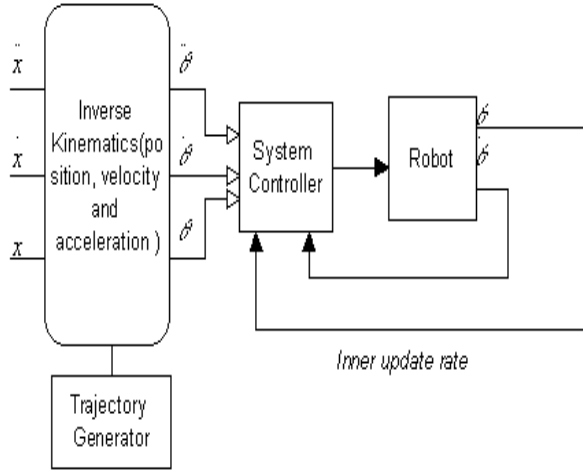 ẍ
θ̈
ẋ
θ̇
x
θ
Inverse
Kinematics(po
sition, velocity
and
acceleration )
System
Controller
Robot
θ
θ̇
Inner update rate
Trajectory
Generator